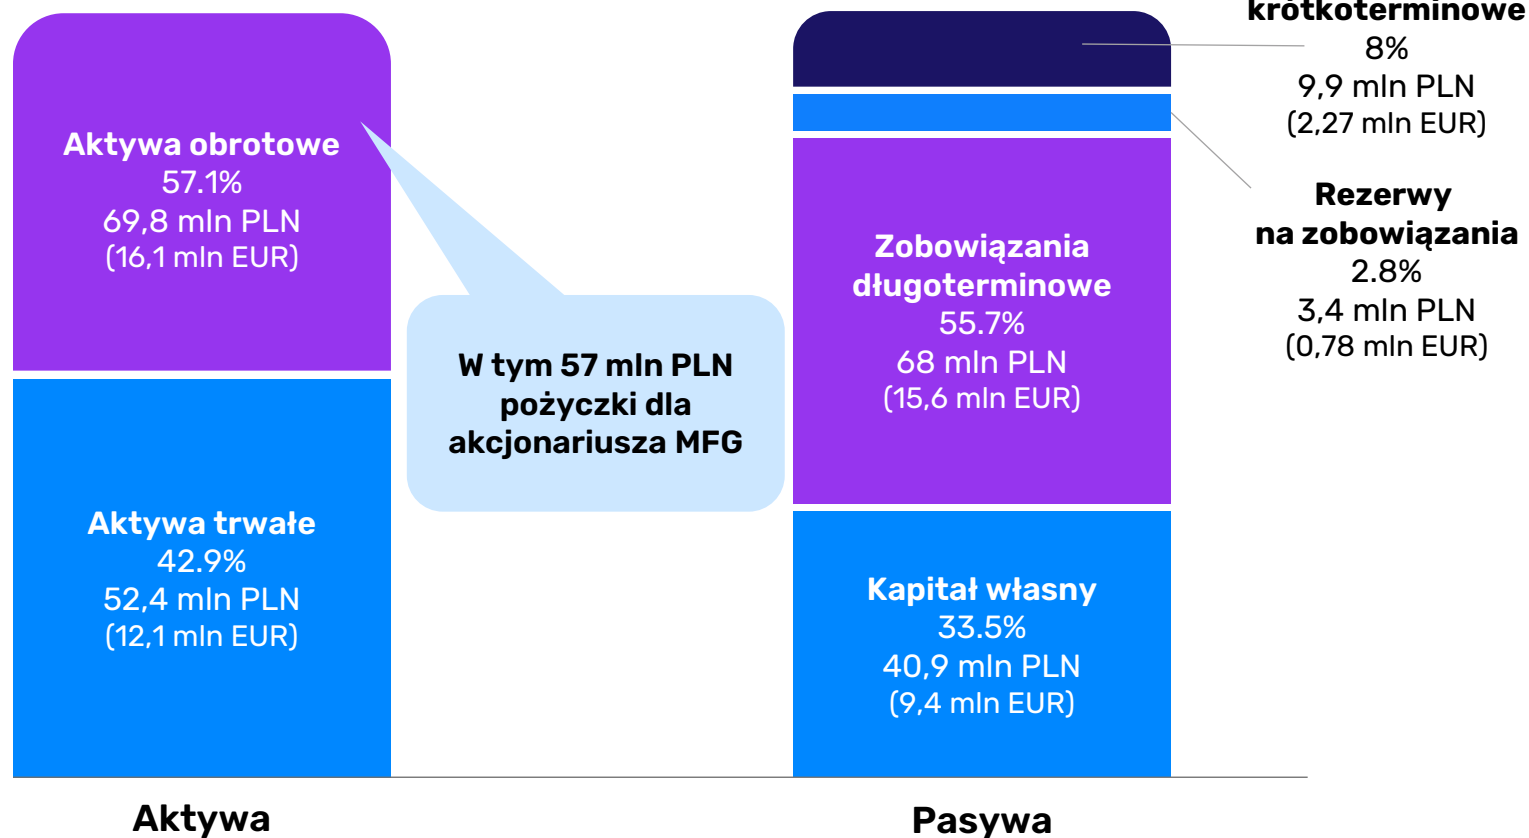 Aktywa obrotowe
57.1%
69,8 mln PLN
(16,1 mln EUR)
Aktywa trwałe
42.9%
52,4 mln PLN
(12,1 mln EUR)
Aktywa
W tym 57 mln PLN
pożyczki dla
akcjonariusza MFG
krótkoterminowe
8%
9,9 mln PLN
(2,27 mln EUR)
Rezerwy
na zobowiązania
2.8%
3,4 mln PLN
(0,78 mln EUR)
Zobowiązania
długoterminowe
55.7%
68 mln PLN
(15,6 mln EUR)
Kapitał własny
33.5%
40,9 mln PLN
(9,4 mln EUR)
Pasywa